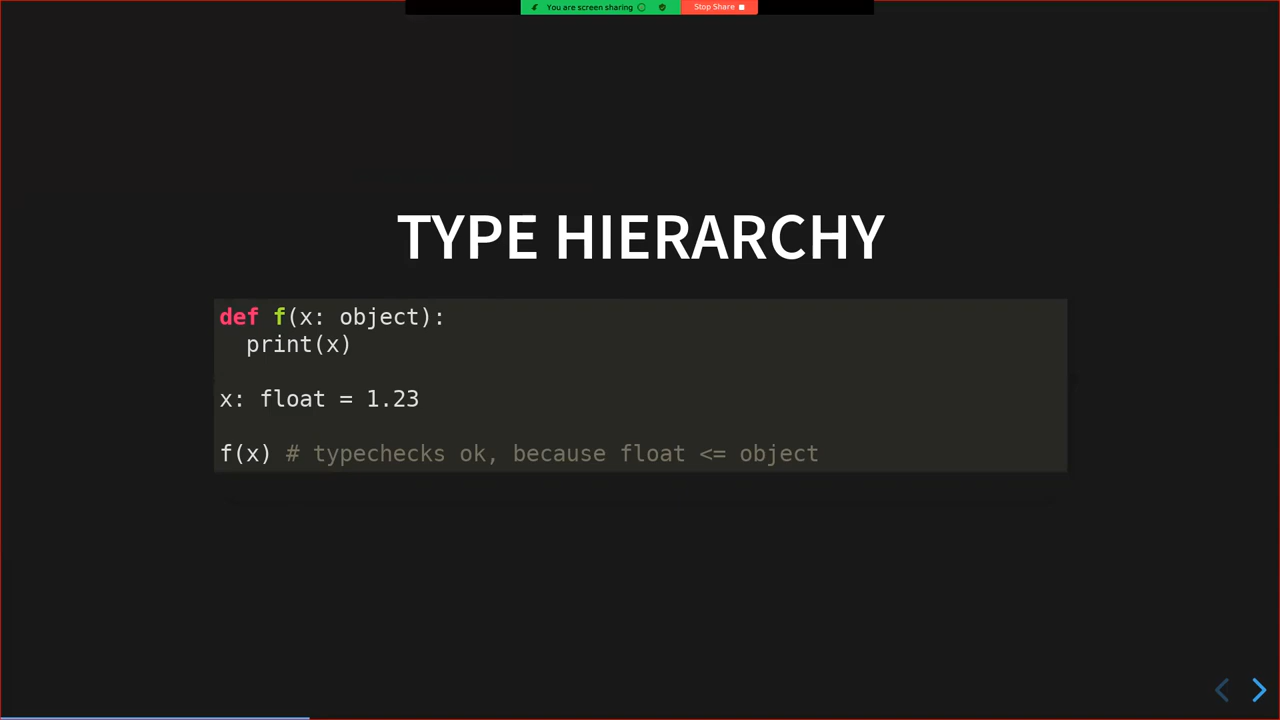 You are screen sharing
Stop Share
TYPE HIERARCHY
def f(x: object):
  print(x)
x: float = 1.23
f(x) # typechecks ok, because float <= object